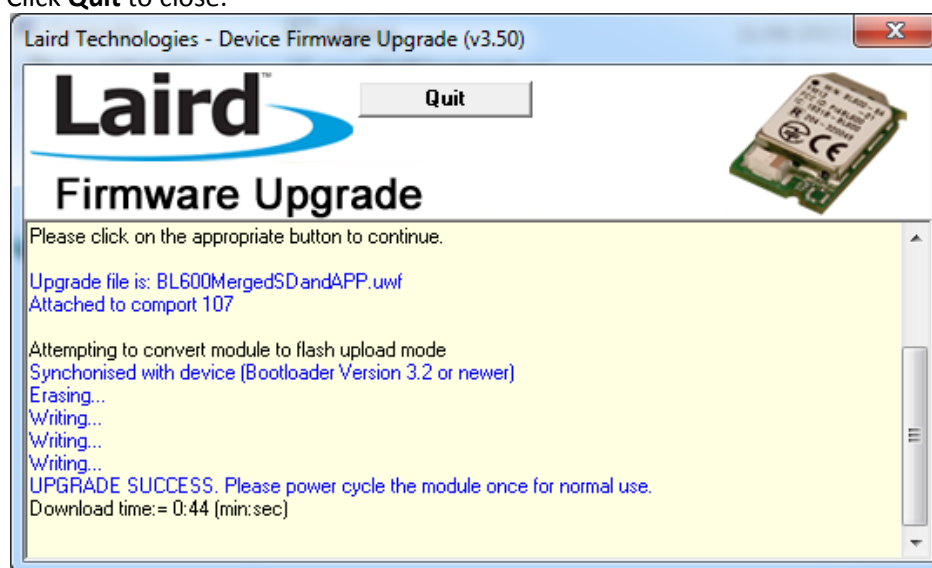 Click Quit to close.
Laird Technologies - Device Firmware Upgrade (v3.50)
Laird™
Quit
Firmware Upgrade
Please click on the appropriate button to continue.
Upgrade file is: BL600MergedSDandAPP.uwf
Attached to comport 107
Attempting to convert module to flash upload mode
Synchonised with device (Bootloader Version 3.2 or newer)
Erasing...
Writing...
Writing...
Writing...
UPGRADE SUCCESS. Please power cycle the module once for normal use.
Download time:= 0:44 (min:sec)